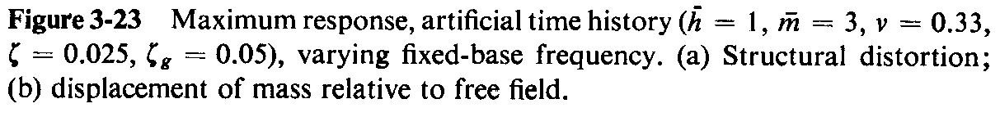 Figure 3-23 Maximum response, artificial time history (h̄ = 1, m̄ = 3, ν = 0.33,
ζ = 0.025, ζg = 0.05), varying fixed-base frequency. (a) Structural distortion;
(b) displacement of mass relative to free field.